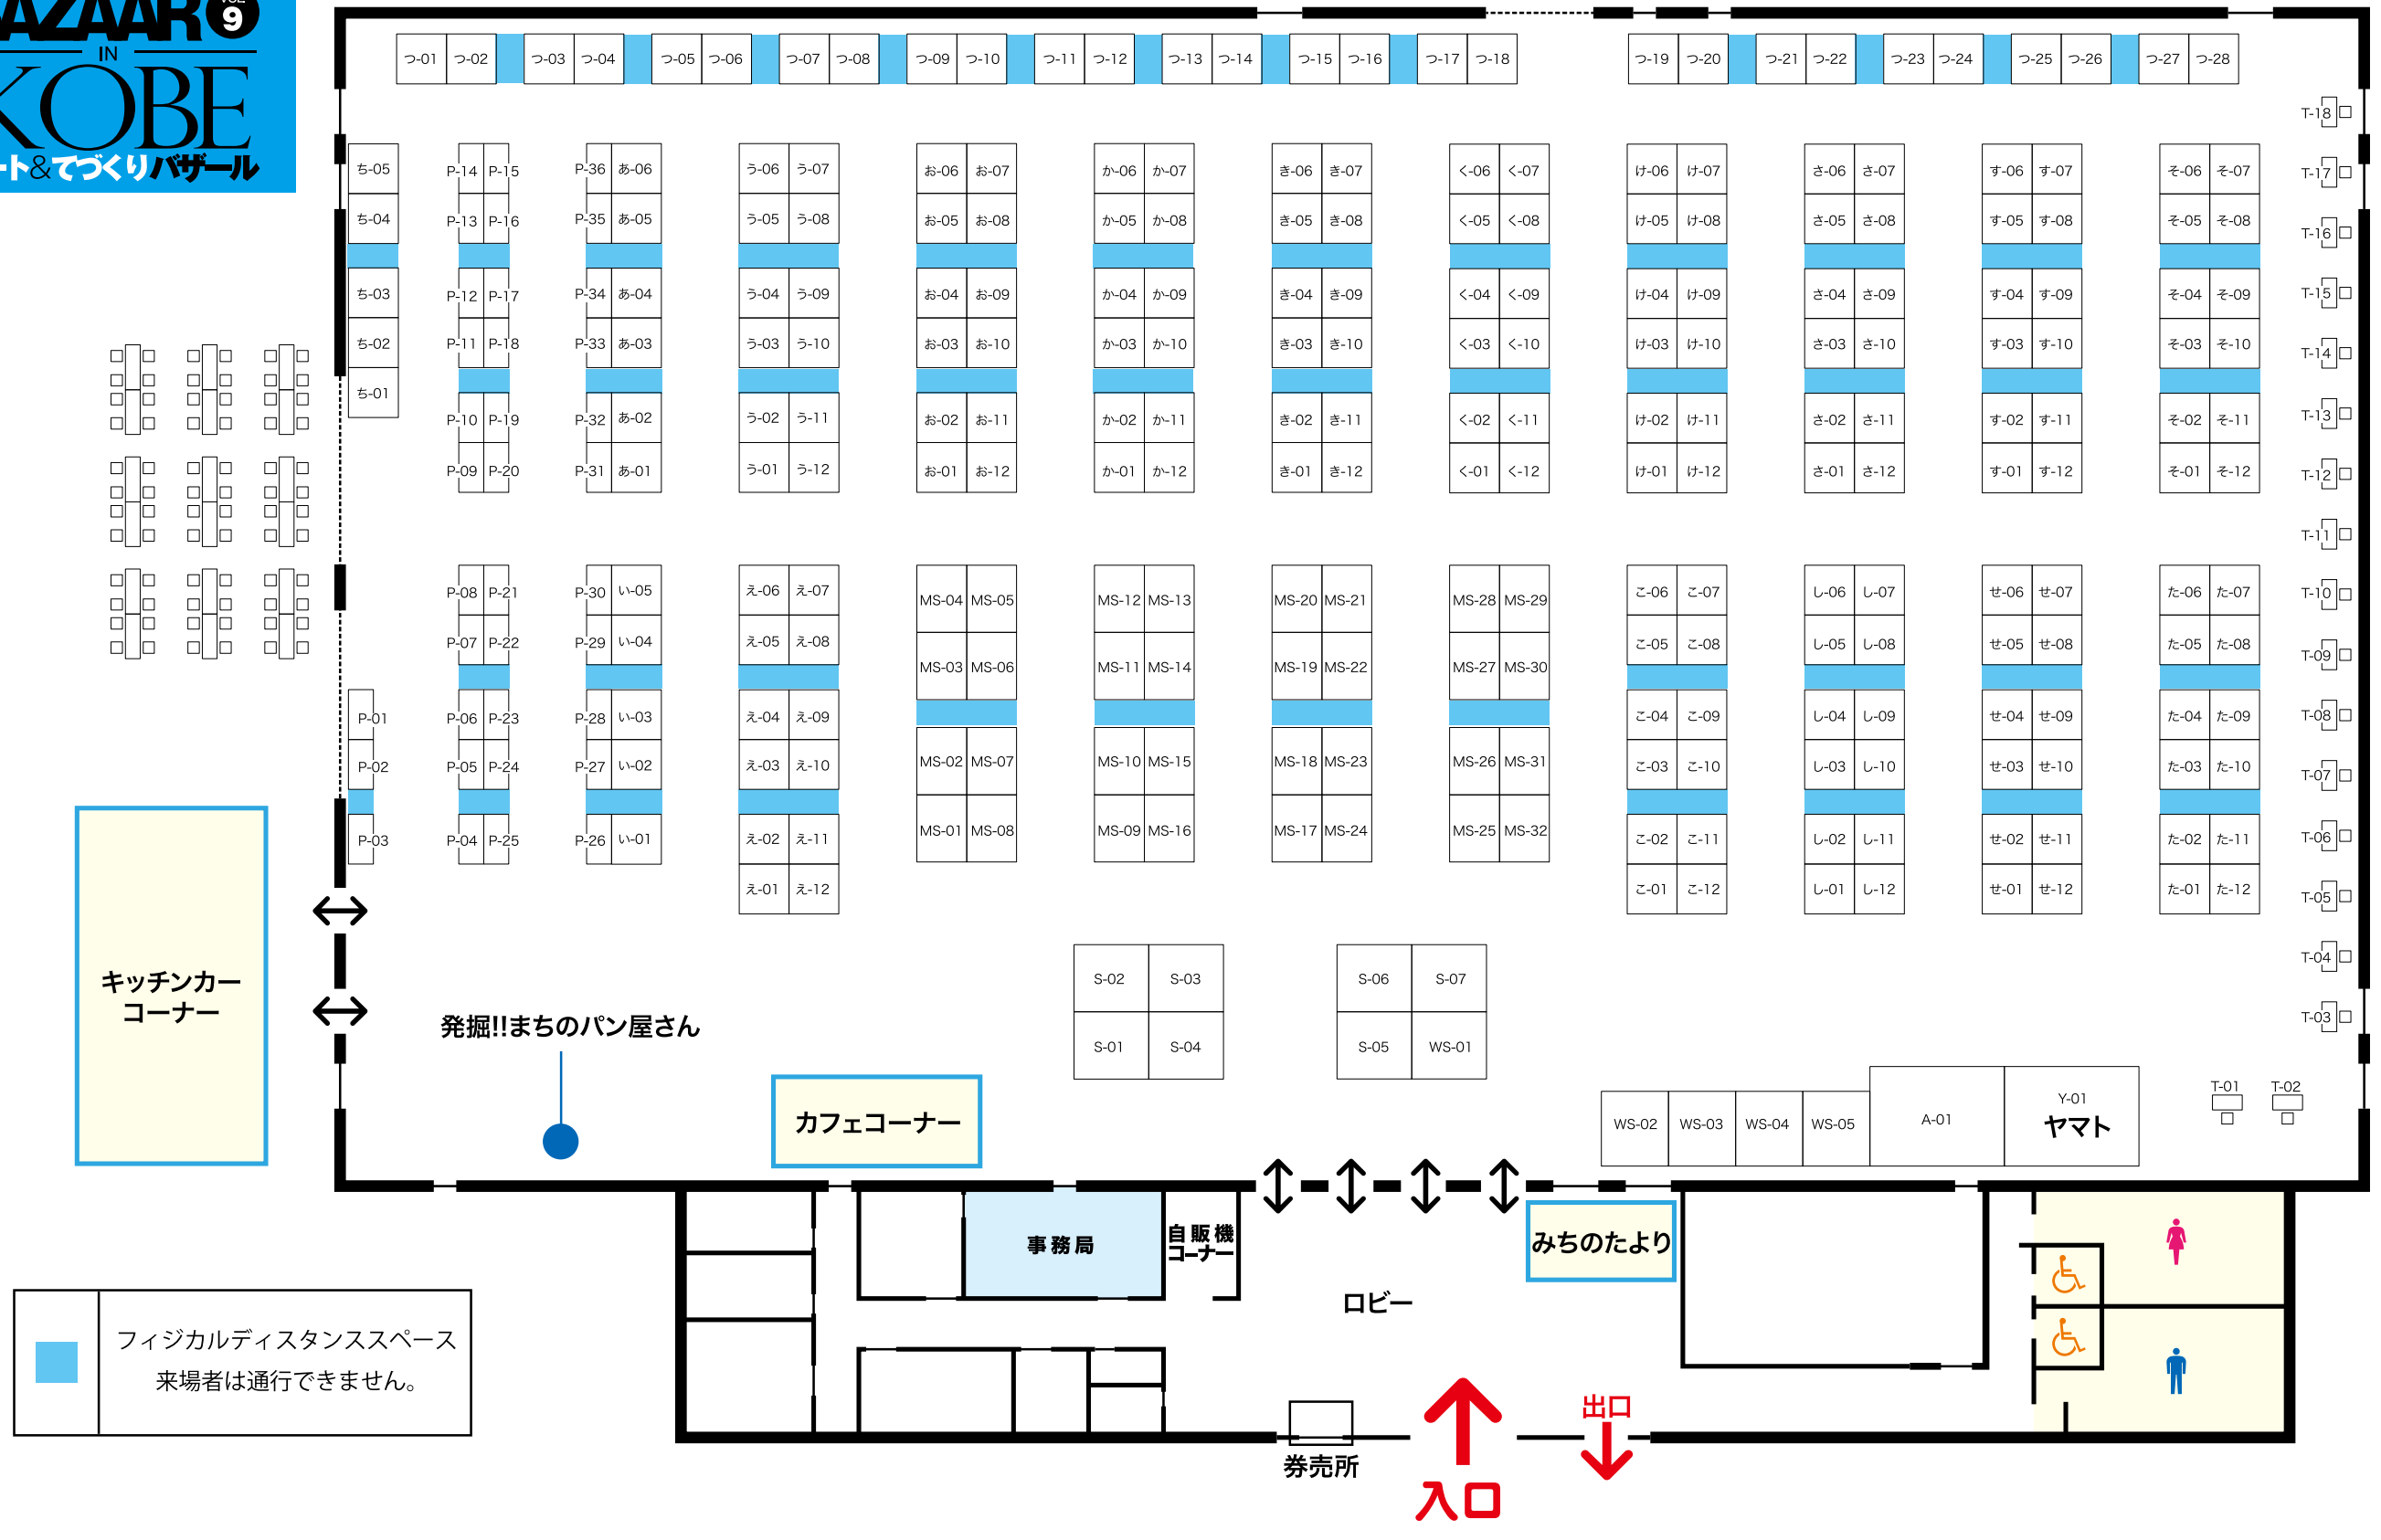 BAZAAR VOL. 9
IN
KOBE
ート&てづくりバザール
つ-01 つ-02 つ-03 つ-04 つ-05 つ-06 つ-07 つ-08 つ-09 つ-10 つ-11 つ-12 つ-13 つ-14 つ-15 つ-16 つ-17 つ-18 つ-19 つ-20 つ-21 つ-22 つ-23 つ-24 つ-25 つ-26 つ-27 つ-28
T-18
ち-05 P-14 P-15 P-36 あ-06 う-06 う-07 お-06 お-07 か-06 か-07 き-06 き-07 く-06 く-07 け-06 け-07 さ-06 さ-07 す-06 す-07 そ-06 そ-07 T-17
ち-04 P-13 P-16 P-35 あ-05 う-05 う-08 お-05 お-08 か-05 か-08 き-05 き-08 く-05 く-08 け-05 け-08 さ-05 さ-08 す-05 す-08 そ-05 そ-08 T-16
ち-03 P-12 P-17 P-34 あ-04 う-04 う-09 お-04 お-09 か-04 か-09 き-04 き-09 く-04 く-09 け-04 け-09 さ-04 さ-09 す-04 す-09 そ-04 そ-09 T-15
ち-02 P-11 P-18 P-33 あ-03 う-03 う-10 お-03 お-10 か-03 か-10 き-03 き-10 く-03 く-10 け-03 け-10 さ-03 さ-10 す-03 す-10 そ-03 そ-10 T-14
ち-01
P-10 P-19 P-32 あ-02 う-02 う-11 お-02 お-11 か-02 か-11 き-02 き-11 く-02 く-11 け-02 け-11 さ-02 さ-11 す-02 す-11 そ-02 そ-11 T-13
P-09 P-20 P-31 あ-01 う-01 う-12 お-01 お-12 か-01 か-12 き-01 き-12 く-01 く-12 け-01 け-12 さ-01 さ-12 す-01 す-12 そ-01 そ-12 T-12
T-11
P-08 P-21 P-30 い-05 え-06 え-07 MS-04 MS-05 MS-12 MS-13 MS-20 MS-21 MS-28 MS-29 こ-06 こ-07 し-06 し-07 せ-06 せ-07 た-06 た-07 T-10
P-07 P-22 P-29 い-04 え-05 え-08 MS-03 MS-06 MS-11 MS-14 MS-19 MS-22 MS-27 MS-30 こ-05 こ-08 し-05 し-08 せ-05 せ-08 た-05 た-08 T-09
P-01 P-06 P-23 P-28 い-03 え-04 え-09 こ-04 こ-09 し-04 し-09 せ-04 せ-09 た-04 た-09 T-08
P-02 P-05 P-24 P-27 い-02 え-03 え-10 MS-02 MS-07 MS-10 MS-15 MS-18 MS-23 MS-26 MS-31 こ-03 こ-10 し-03 し-10 せ-03 せ-10 た-03 た-10 T-07
P-03 P-04 P-25 P-26 い-01 え-02 え-11 MS-01 MS-08 MS-09 MS-16 MS-17 MS-24 MS-25 MS-32 こ-02 こ-11 し-02 し-11 せ-02 せ-11 た-02 た-11 T-06
え-01 え-12 こ-01 こ-12 し-01 し-12 せ-01 せ-12 た-01 た-12 T-05
T-04
S-02 S-03 S-06 S-07
キッチンカー
コーナー
T-03
発掘!!まちのパン屋さん
S-01 S-04 S-05 WS-01
T-01 T-02
カフェコーナー
WS-02 WS-03 WS-04 WS-05 A-01 Y-01
ヤマト
事務局
自販機
コーナー
みちのたより
ロビー
フィジカルディスタンススペース
来場者は通行できません。
出口
券売所
入口